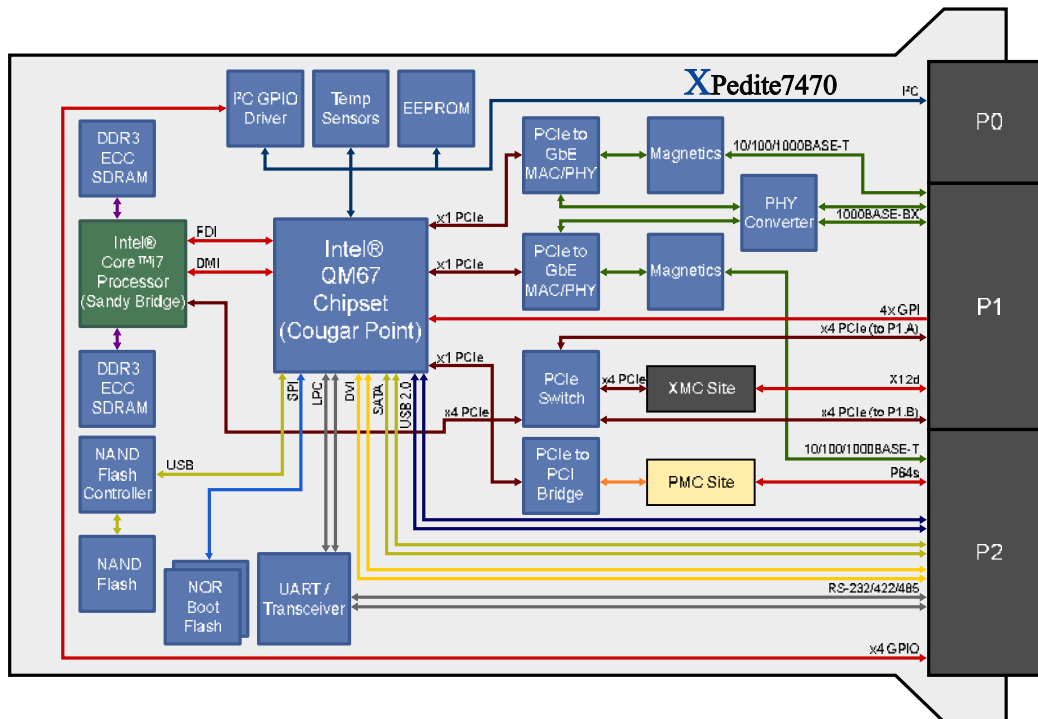 XPedite7470
I²C GPIO
Driver
Temp
Sensors
EEPROM
I²C
P0
DDR3
ECC
SDRAM
PCIe to
GbE
MAC/PHY
Magnetics
10/100/1000BASE-T
PHY
Converter
1000BASE-BX
x1 PCIe
Intel®
Core™i7
Processor
(Sandy Bridge)
FDI
DMI
Intel®
QM67
Chipset
(Cougar Point)
x1 PCIe
PCIe to
GbE
MAC/PHY
Magnetics
P1
4x GPI
x4 PCIe (to P1.A)
DDR3
ECC
SDRAM
x1 PCIe
PCIe
Switch
x4 PCIe
XMC Site
X12d
SPI
LPC
DVI
SATA
USB 2.0
x4 PCIe
x4 PCIe (to P1.B)
NAND
Flash
Controller
USB
PCIe to
PCI
Bridge
PMC Site
10/100/1000BASE-T
P64s
P2
NAND
Flash
NOR
Boot
Flash
UART /
Transceiver
RS-232/422/485
x4 GPIO